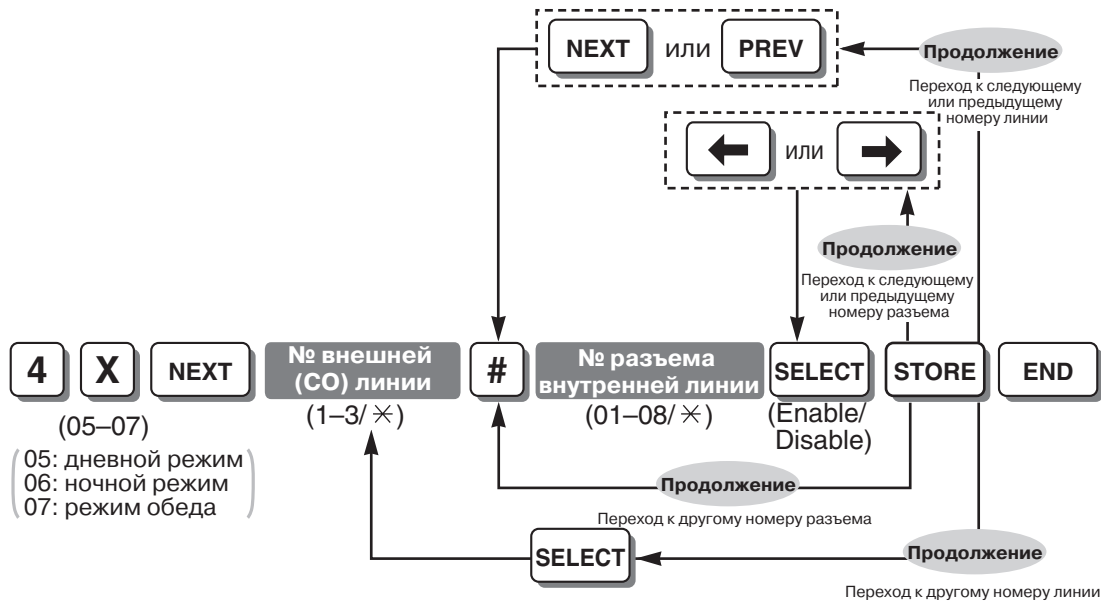 NEXT или PREV
Продолжение
Переход к следующему
или предыдущему
номеру линии
← или →
Продолжение
Переход к следующему
или предыдущему
номеру разъема
4 X NEXT № внешней (CO) линии # № разъема внутренней линии SELECT STORE END
(05–07)
(1–3/ ✳)
(01–08/ ✳)
(Enable/
Disable)
05: дневной режим
06: ночной режим
07: режим обеда
Продолжение
Переход к другому номеру разъема
SELECT
Продолжение
Переход к другому номеру линии